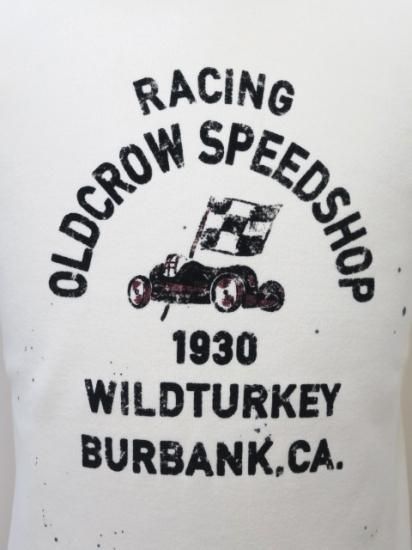 RACING
OLDCROW SPEEDSHOP
1930
WILDTURKEY
BURBANK,CA.